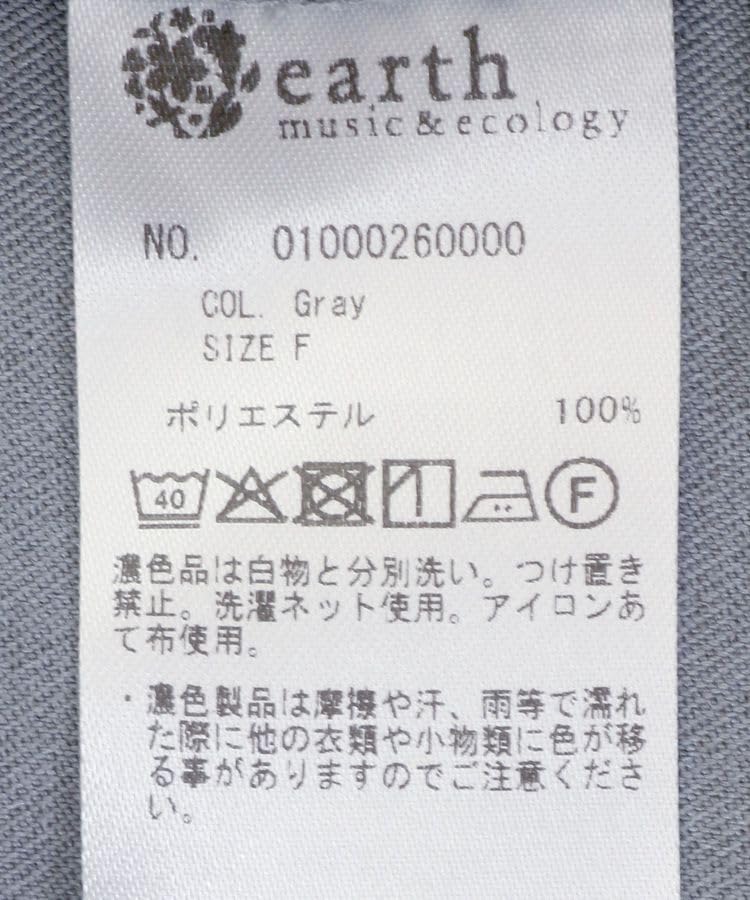 earth
music & ecology
NO. 01000260000
COL. Gray
SIZE F
ポリエステル 100%
40 F
濃色品は白物と分別洗い。つけ置き
禁止。洗濯ネット使用。アイロンあ
て布使用。
・濃色製品は摩擦や汗、雨等で濡れ
た際に他の衣類や小物類に色が移
る事がありますのでご注意くださ
い。